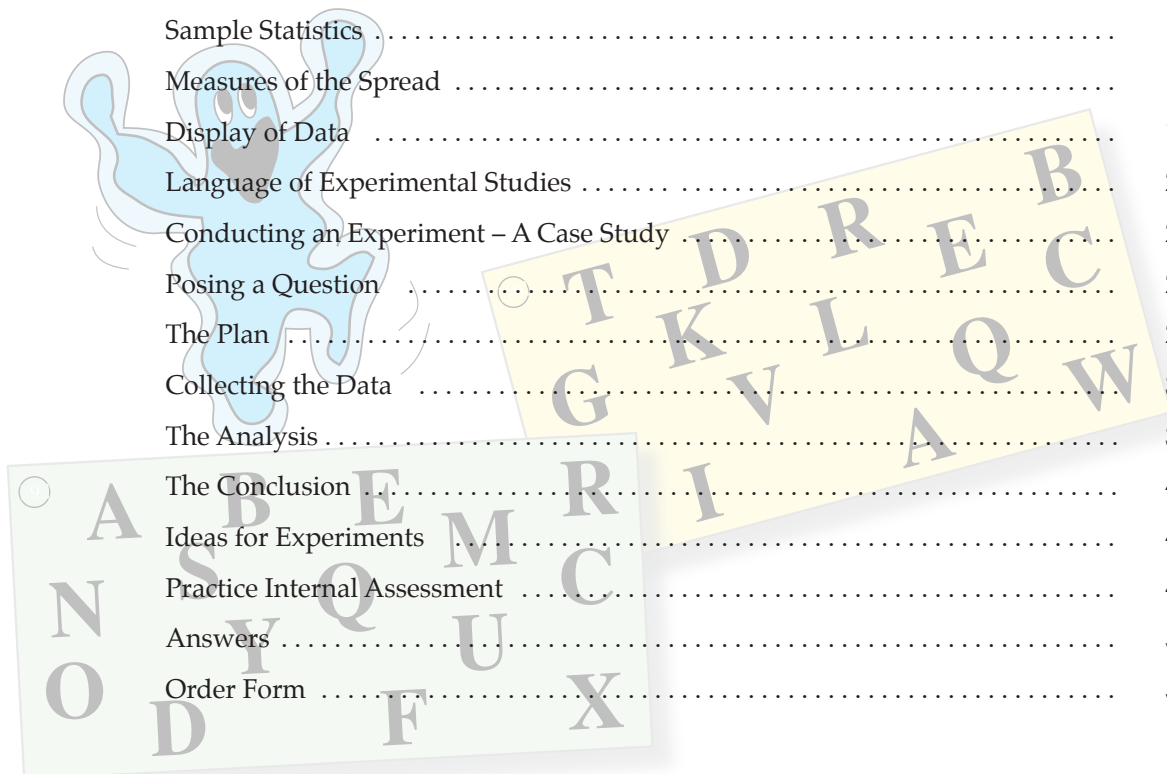 Sample Statistics
Measures of the Spread
Display of Data
Language of Experimental Studies
Conducting an Experiment – A Case Study
Posing a Question
The Plan
Collecting the Data
The Analysis
The Conclusion
Ideas for Experiments
Practice Internal Assessment
Answers
Order Form
T D R E B
K L Q C
G V A W
I
A B E R
S Q M C
N Y U
O D F X